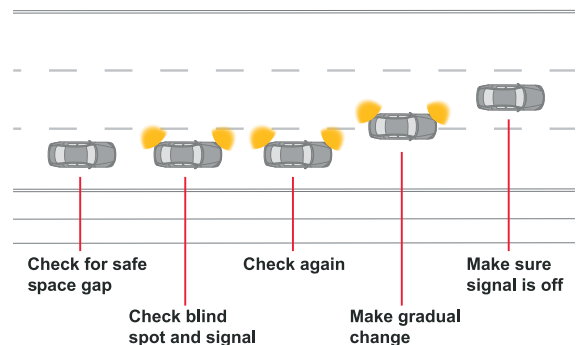 Check for safe
space gap
Check blind
spot and signal
Check again
Make gradual
change
Make sure
signal is off